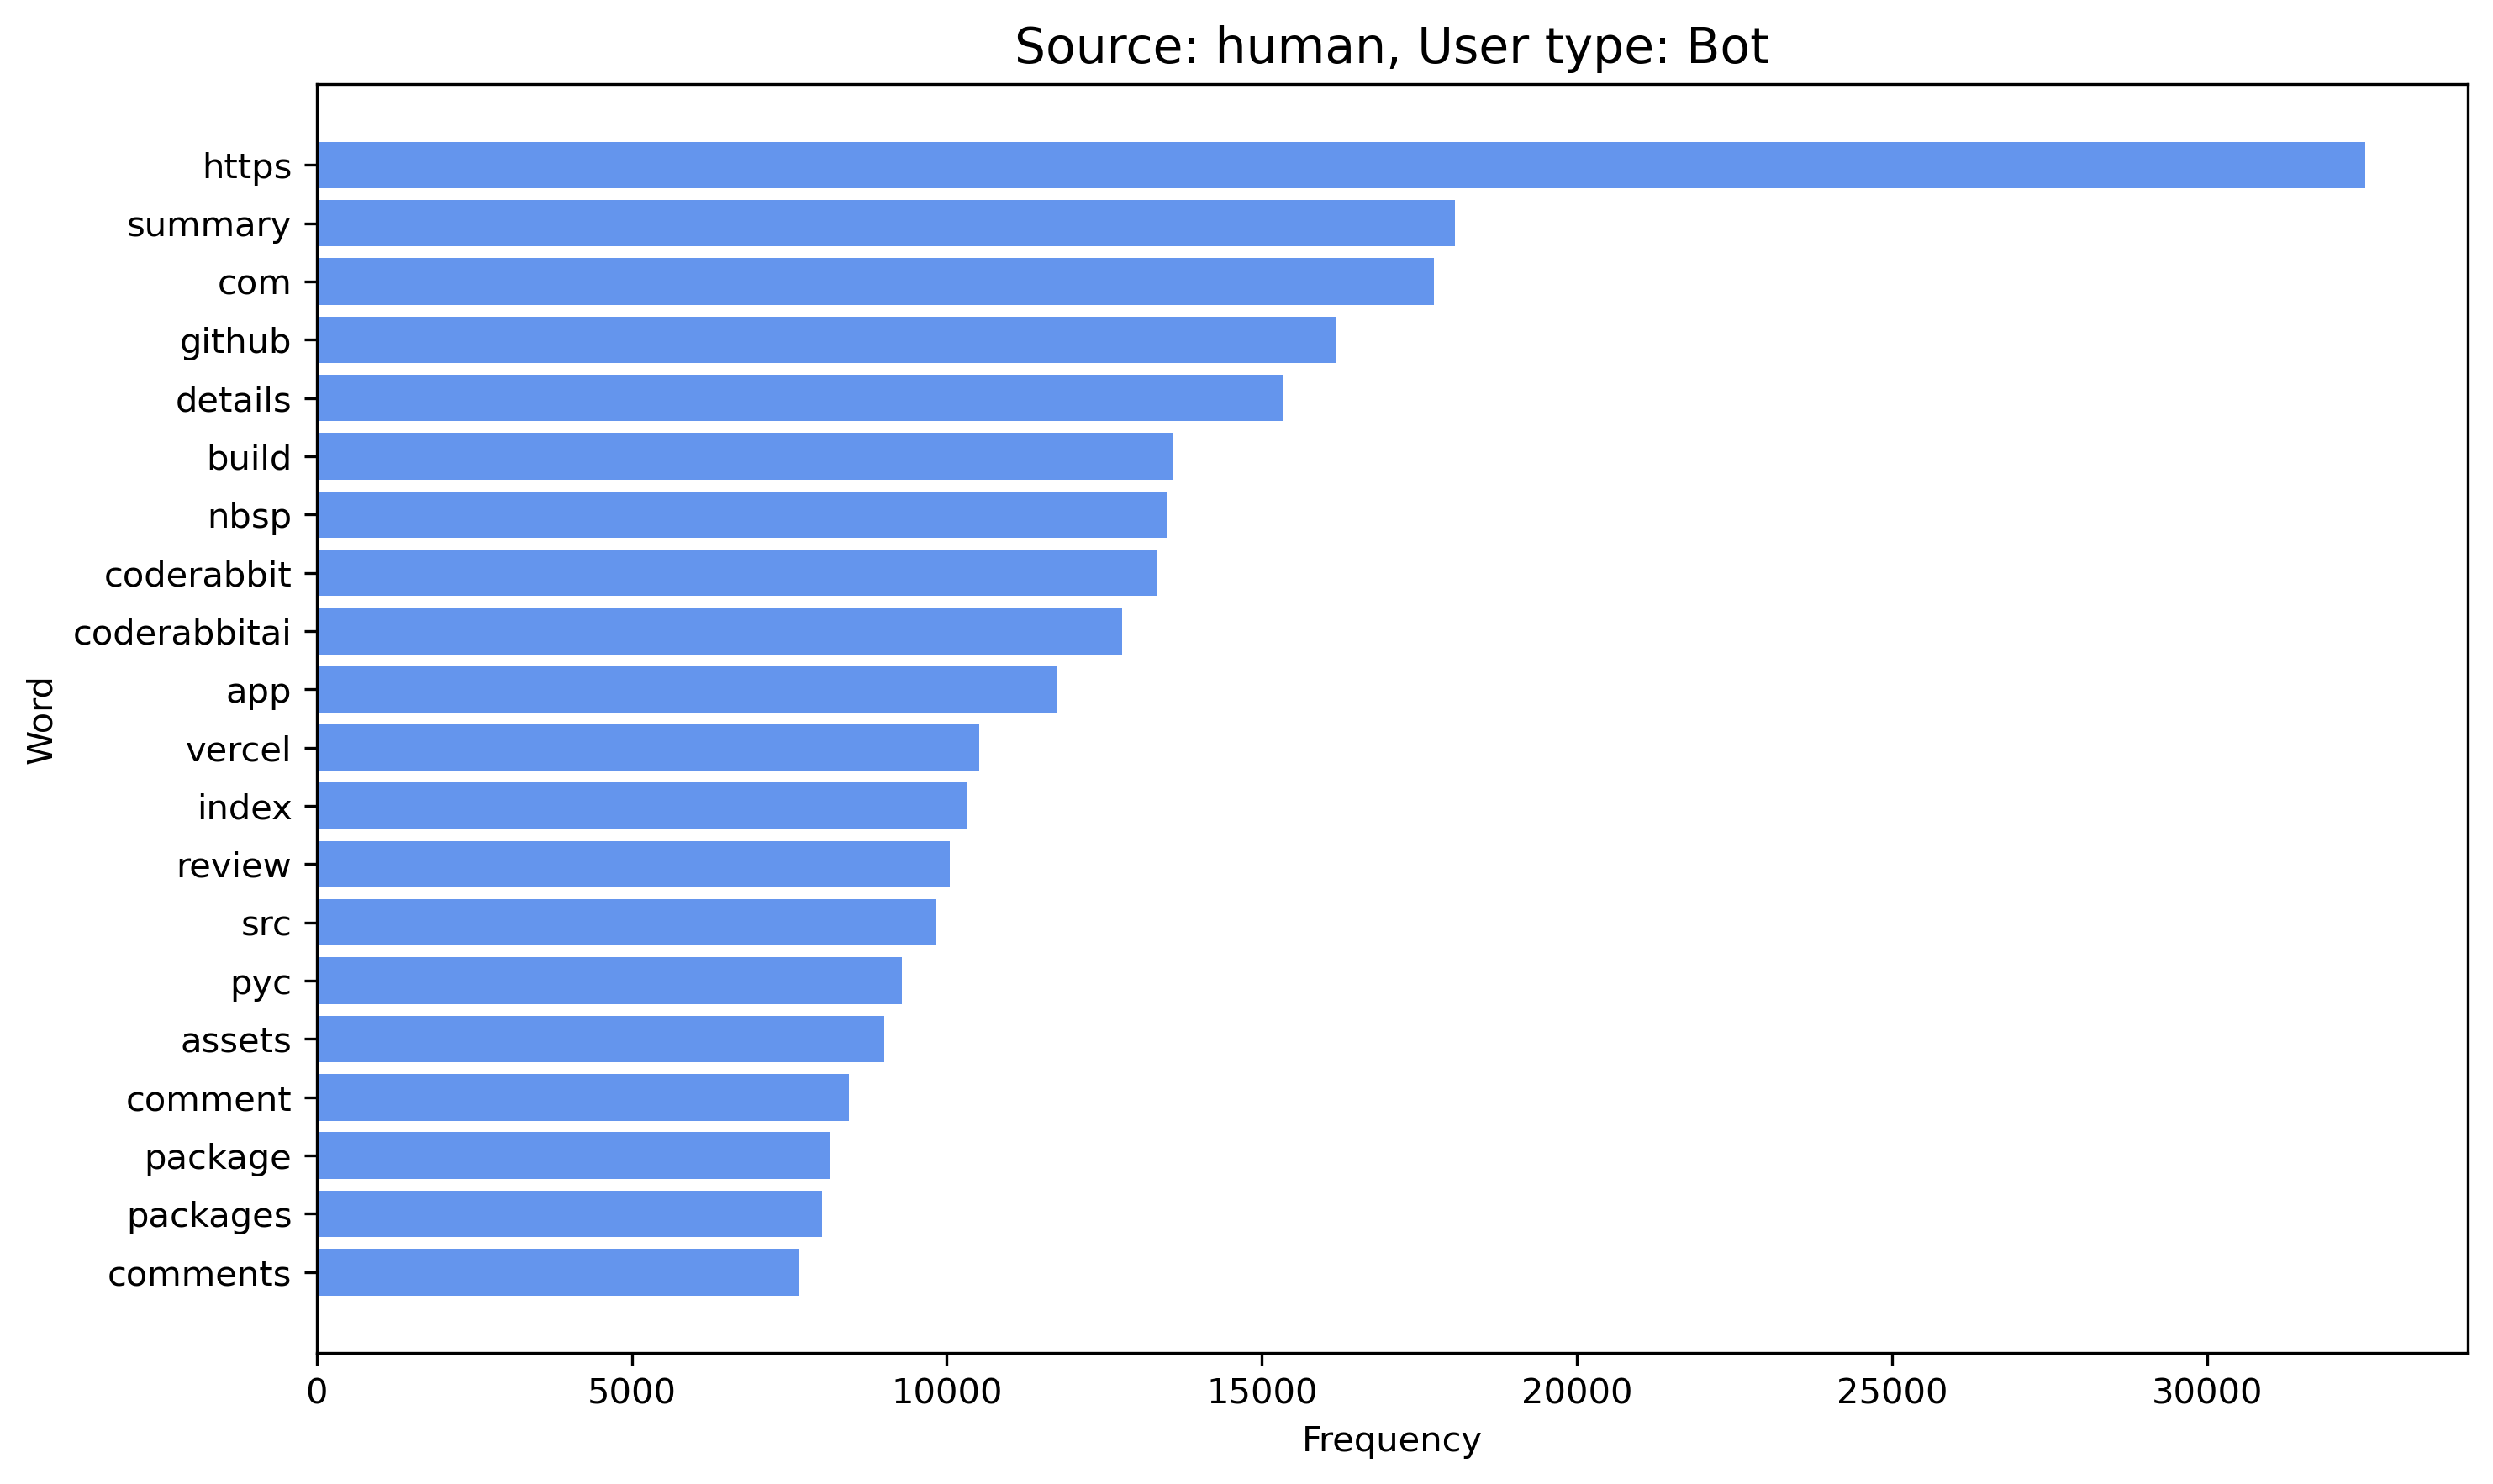 Source: human, User type: Bot
https
summary
com
github
details
build
nbsp
coderabbit
coderabbitai
app
vercel
index
review
src
pyc
assets
comment
package
packages
comments
Word
0 5000 10000 15000 20000 25000 30000
Frequency